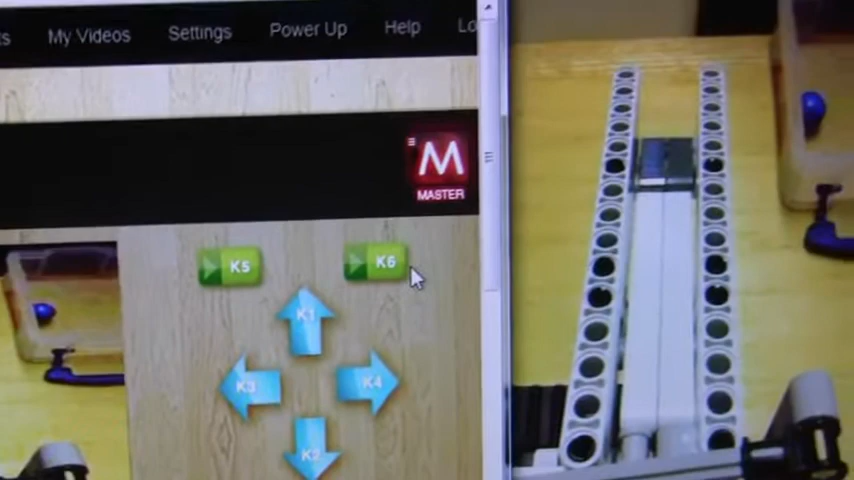 My Videos Settings Power Up Help
M
MASTER
K5 K6
K1
K3 K4
K2